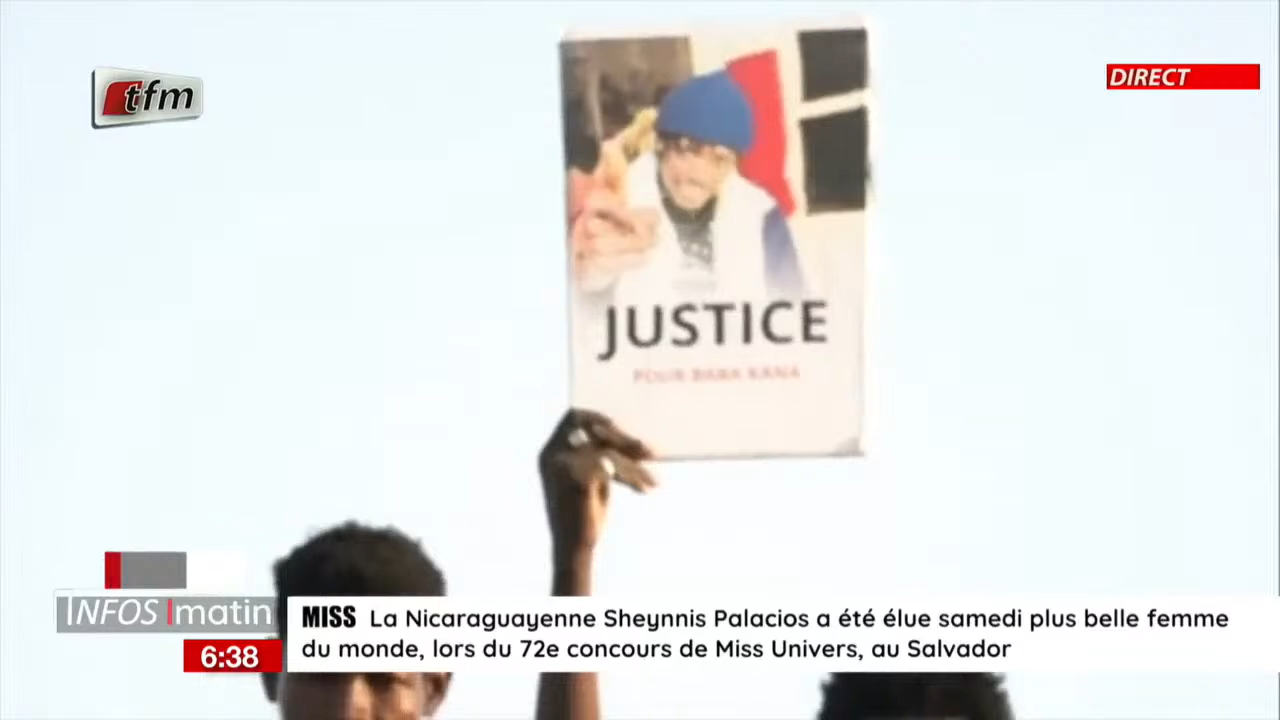 tfm
DIRECT
JUSTICE
POUR BABA KANA
INFOS matin
6:38
MISS La Nicaraguayenne Sheynnis Palacios a été élue samedi plus belle femme
du monde, lors du 72e concours de Miss Univers, au Salvador